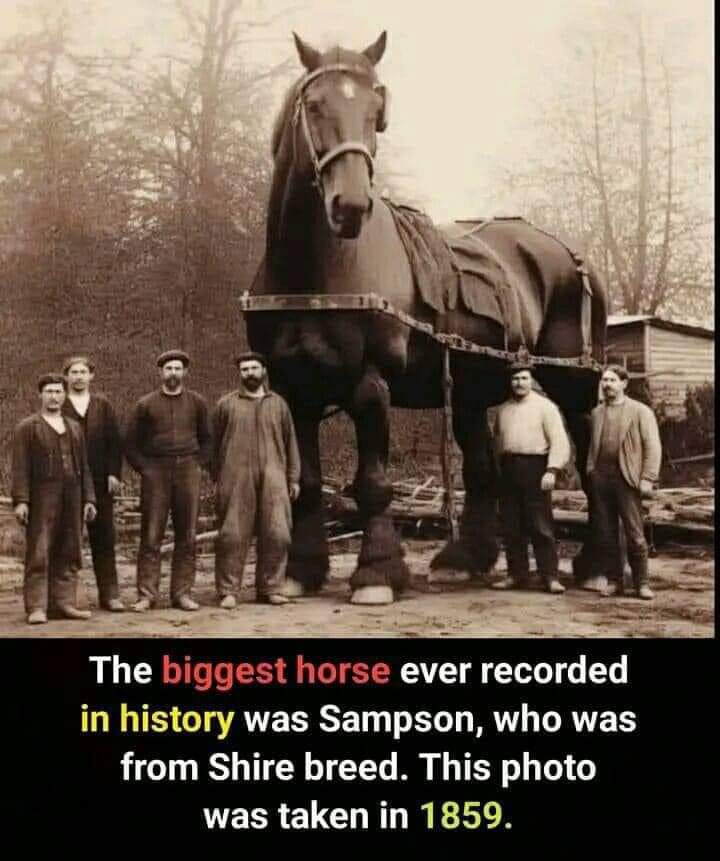 The biggest horse ever recorded
in history was Sampson, who was
from Shire breed. This photo
was taken in 1859.